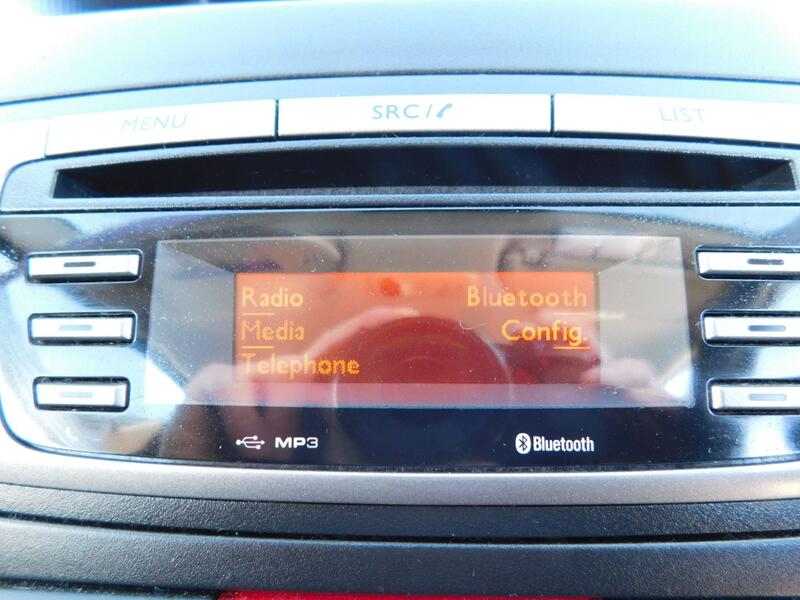 MENU SRC/ LIST
Radio Bluetooth
Media Config.
Telephone
MP3 Bluetooth